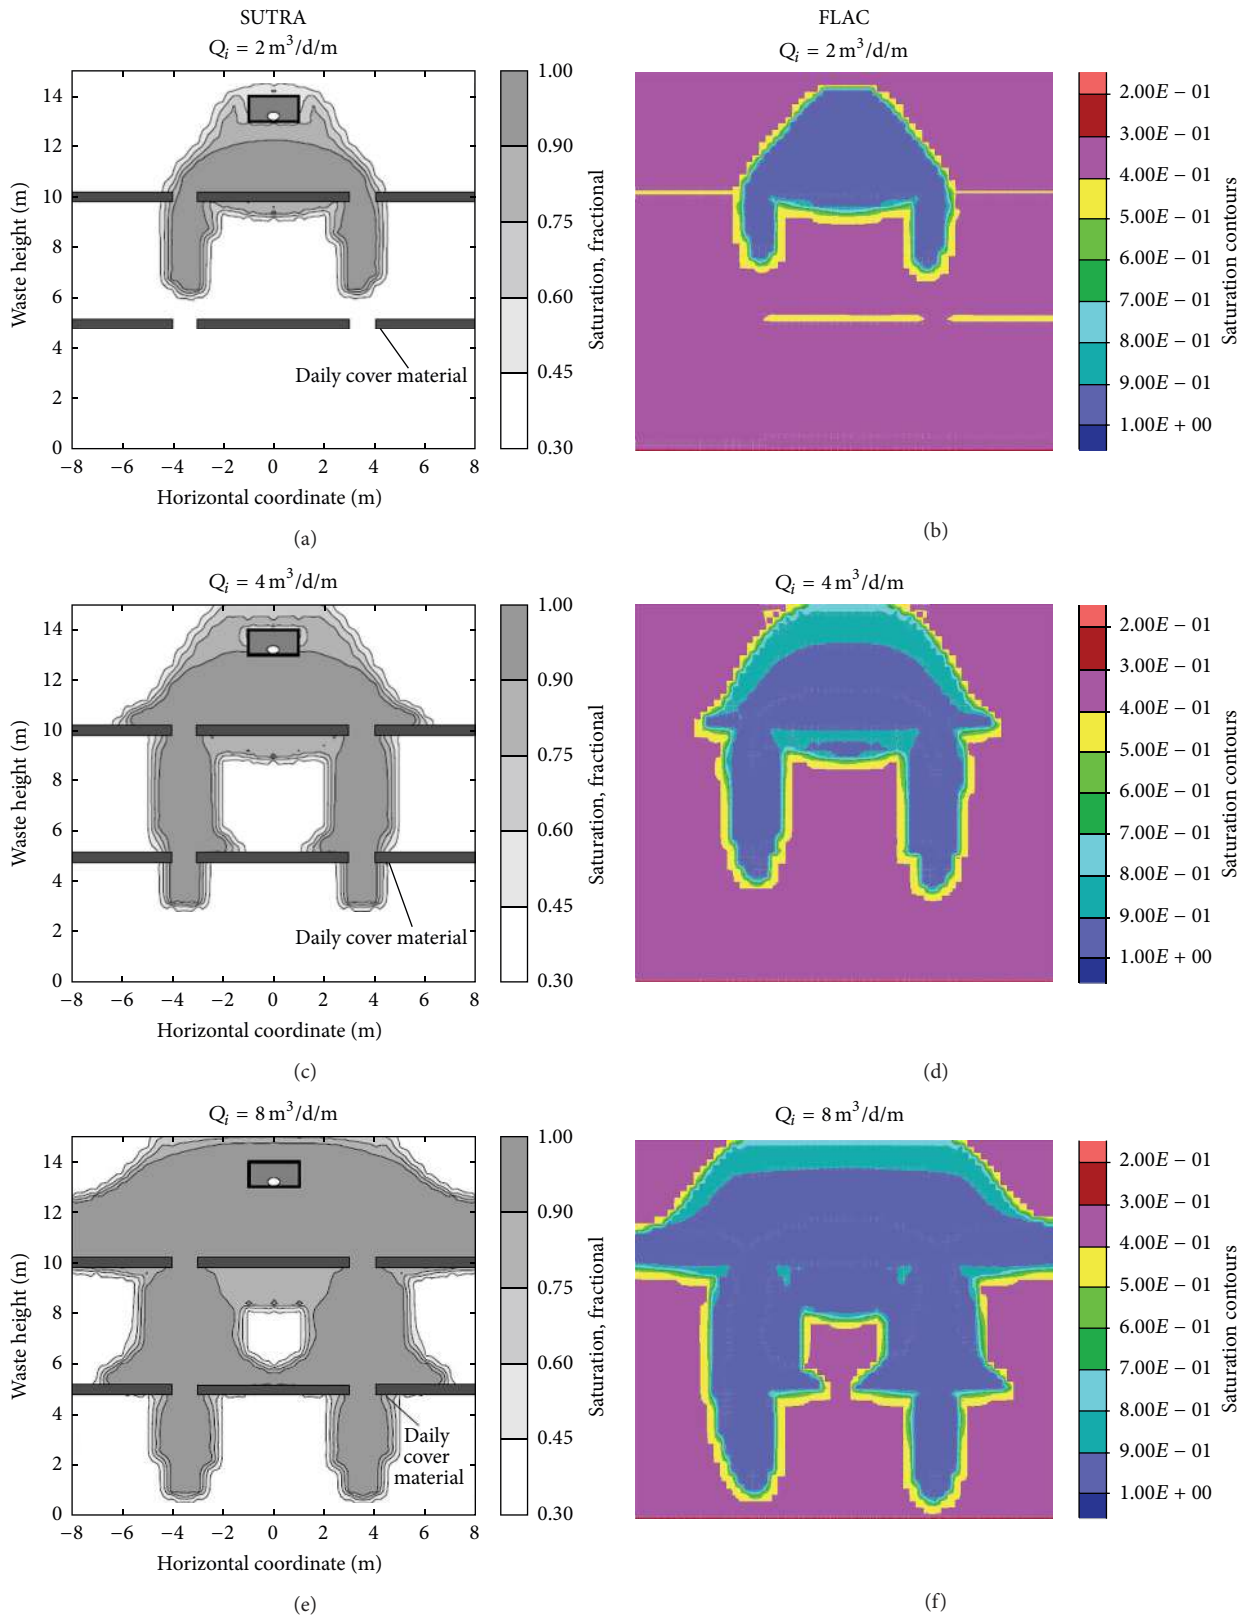 SUTRA
Q_i = 2 m³/d/m
14
12
10
8
6
4
2
0
Waste height (m)
−8
−6
−4
−2
0
2
4
6
8
Horizontal coordinate (m)
Daily cover material
1.00
0.90
0.75
0.60
0.45
0.30
Saturation, fractional
(a)
FLAC
Q_i = 2 m³/d/m
2.00E − 01
3.00E − 01
4.00E − 01
5.00E − 01
6.00E − 01
7.00E − 01
8.00E − 01
9.00E − 01
1.00E + 00
Saturation contours
(b)
Q_i = 4 m³/d/m
14
12
10
8
6
4
2
0
Waste height (m)
−8
−6
−4
−2
0
2
4
6
8
Horizontal coordinate (m)
Daily cover material
1.00
0.90
0.75
0.60
0.45
0.30
Saturation, fractional
(c)
Q_i = 4 m³/d/m
2.00E − 01
3.00E − 01
4.00E − 01
5.00E − 01
6.00E − 01
7.00E − 01
8.00E − 01
9.00E − 01
1.00E + 00
Saturation contours
(d)
Q_i = 8 m³/d/m
14
12
10
8
6
4
2
0
Waste height (m)
−8
−6
−4
−2
0
2
4
6
8
Horizontal coordinate (m)
Daily
cover
material
1.00
0.90
0.75
0.60
0.45
0.30
Saturation, fractional
(e)
Q_i = 8 m³/d/m
2.00E − 01
3.00E − 01
4.00E − 01
5.00E − 01
6.00E − 01
7.00E − 01
8.00E − 01
9.00E − 01
1.00E + 00
Saturation contours
(f)